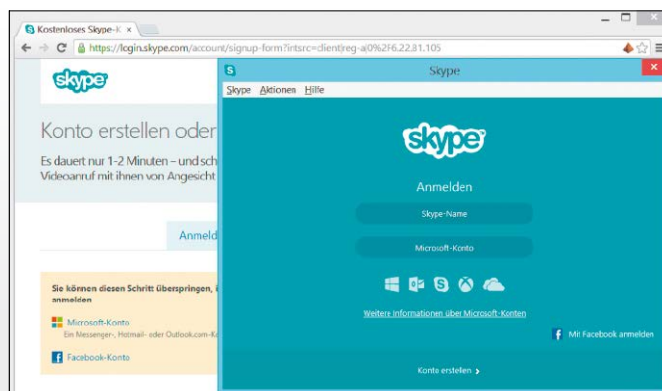 Kostenloses Skype-K
https://login.skype.com/account/signup-form?intsrc=client|reg-a|0%2F6.22.81.105
skype
Konto erstellen oder
Es dauert nur 1-2 Minuten – und sch
Videoanruf mit ihnen von Angesicht
Anmeld
Sie können diesen Schritt überspringen, i
anmelden
Microsoft-Konto
Ein Messenger-, Hotmail- oder Outlook.com-Ko
Facebook-Konto
Skype
Skype Aktionen Hilfe
skype
Anmelden
Skype-Name
Microsoft-Konto
Weitere Informationen über Microsoft-Konten
Mit Facebook anmelden
Konto erstellen